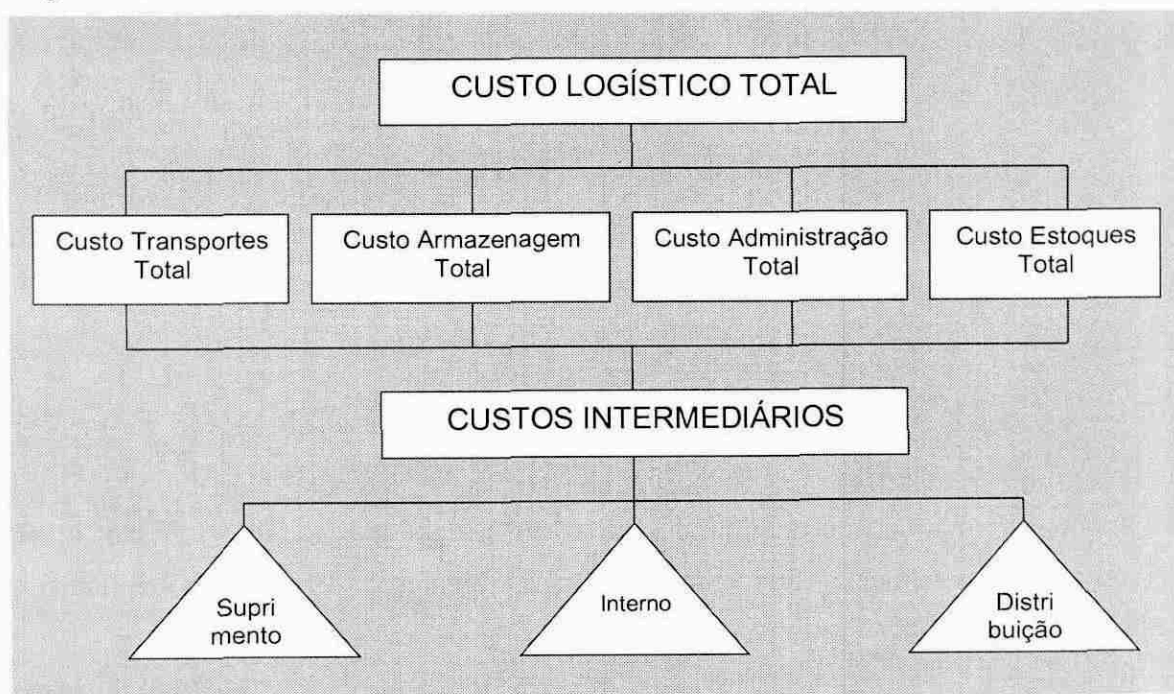 CUSTO LOGÍSTICO TOTAL
Custo Transportes
Total
Custo Armazenagem
Total
Custo Administração
Total
Custo Estoques
Total
CUSTOS INTERMEDIÁRIOS
Supri
mento
Interno
Distri
buição